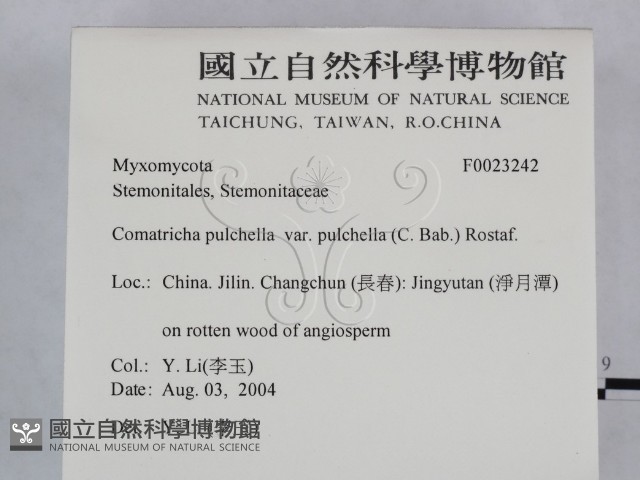 國立自然科學博物館
NATIONAL MUSEUM OF NATURAL SCIENCE
TAICHUNG, TAIWAN, R.O.CHINA
Myxomycota F0023242
Stemonitales, Stemonitaceae
Comatricha pulchella var. pulchella (C. Bab.) Rostaf.
Loc.: China. Jilin. Changchun (長春): Jingyutan (淨月潭)
on rotten wood of angiosperm
Col.: Y. Li(李玉)
Date: Aug. 03, 2004
9
國立自然科學博物館
NATIONAL MUSEUM OF NATURAL SCIENCE